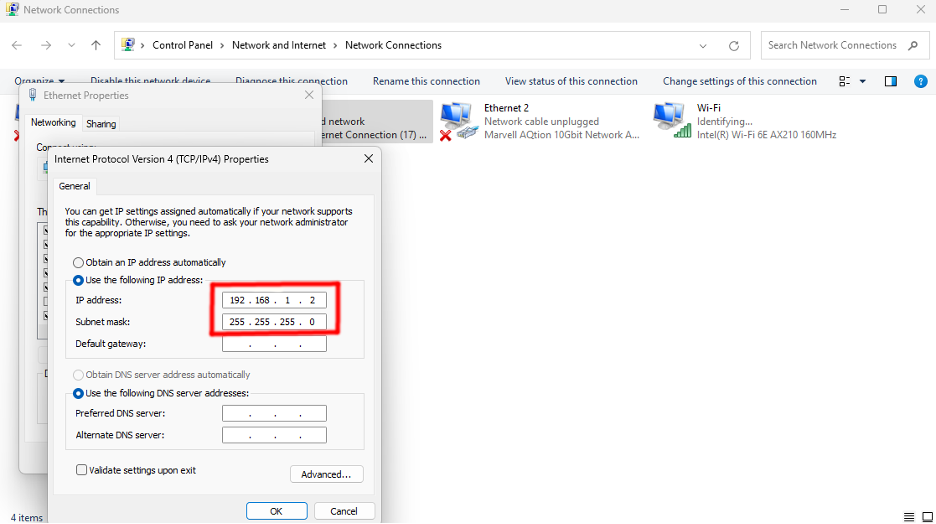 Network Connections
Control Panel > Network and Internet > Network Connections
Search Network Connections
Organize Disable this network device Diagnose this connection Rename this connection View status of this connection Change settings of this connection
Ethernet Properties
Networking Sharing
Connect using:
d network
ernet Connection (17) ...
Ethernet 2
Network cable unplugged
Marvell AQtion 10Gbit Network A...
Wi-Fi
Identifying...
Intel(R) Wi-Fi 6E AX210 160MHz
Internet Protocol Version 4 (TCP/IPv4) Properties
General
You can get IP settings assigned automatically if your network supports
this capability. Otherwise, you need to ask your network administrator
for the appropriate IP settings.
Obtain an IP address automatically
Use the following IP address:
IP address: 192 . 168 . 1 . 2
Subnet mask: 255 . 255 . 255 . 0
Default gateway: . . .
Obtain DNS server address automatically
Use the following DNS server addresses:
Preferred DNS server: . . .
Alternate DNS server: . . .
Validate settings upon exit
Advanced...
OK Cancel
4 items